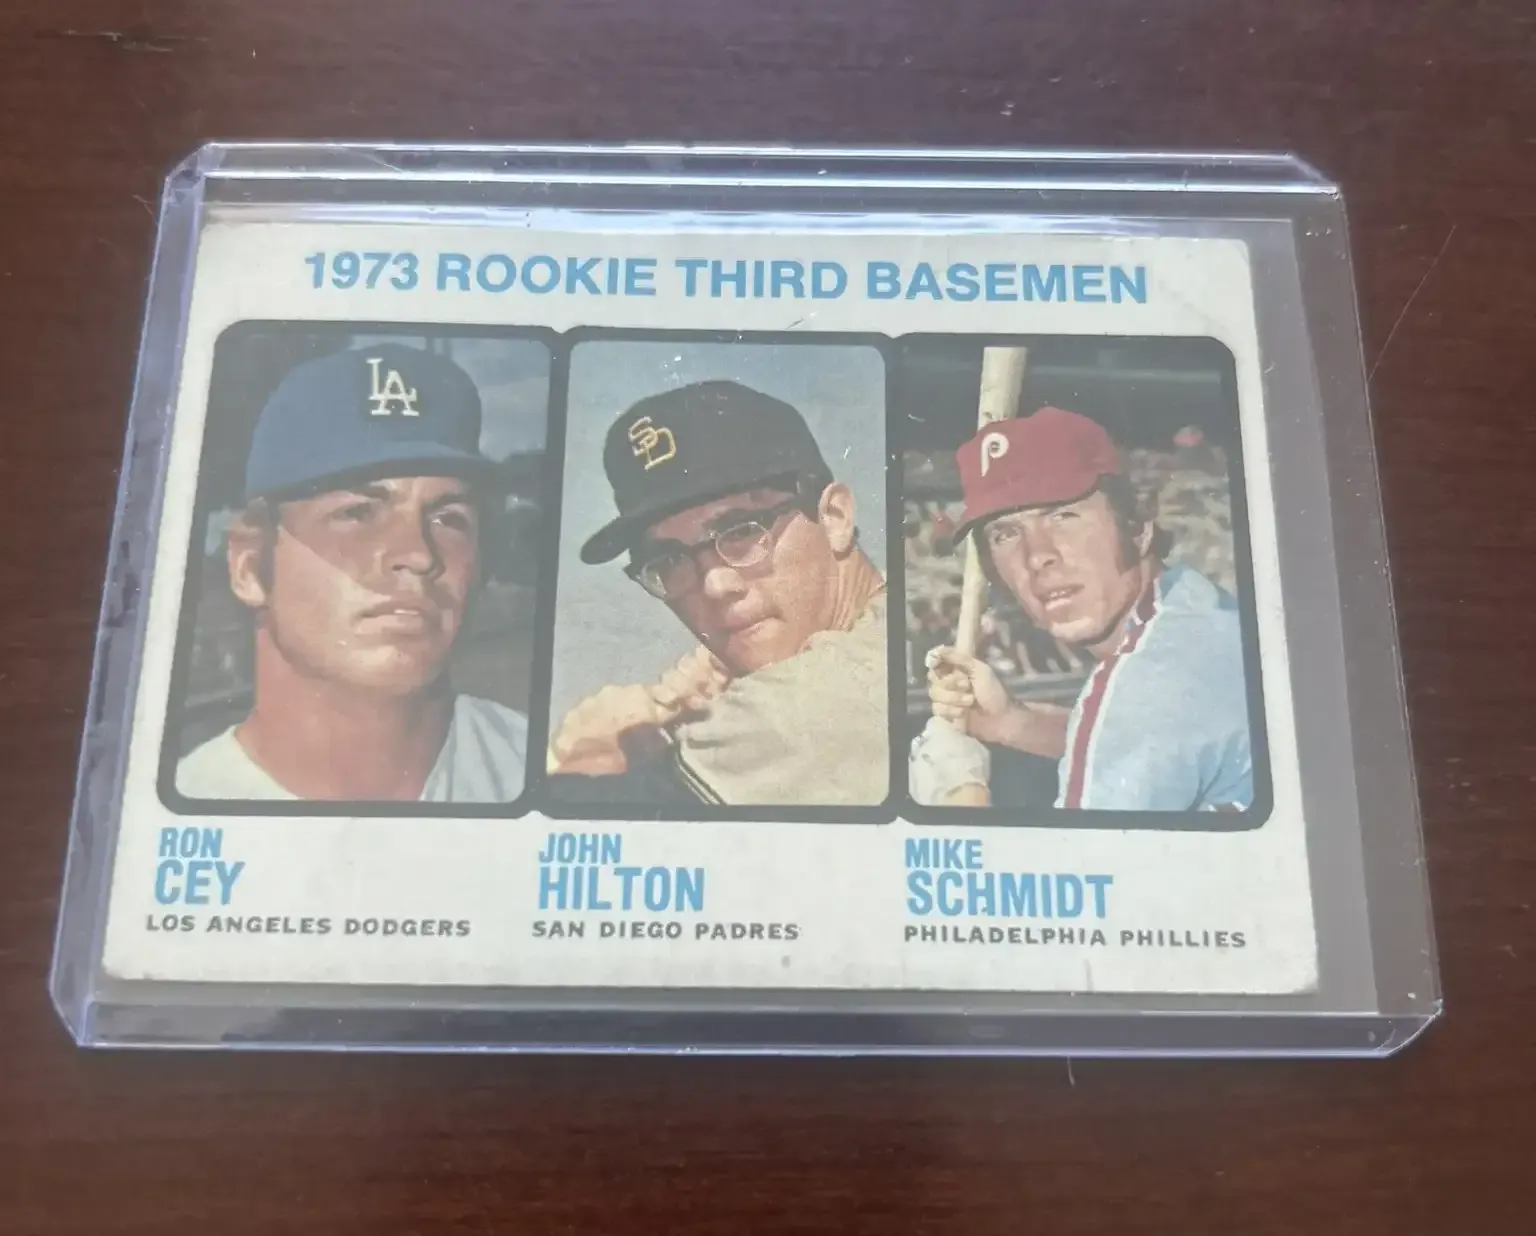 1973 ROOKIE THIRD BASEMEN
LA
SD
P
RON
CEY
LOS ANGELES DODGERS
JOHN
HILTON
SAN DIEGO PADRES
MIKE
SCHMIDT
PHILADELPHIA PHILLIES